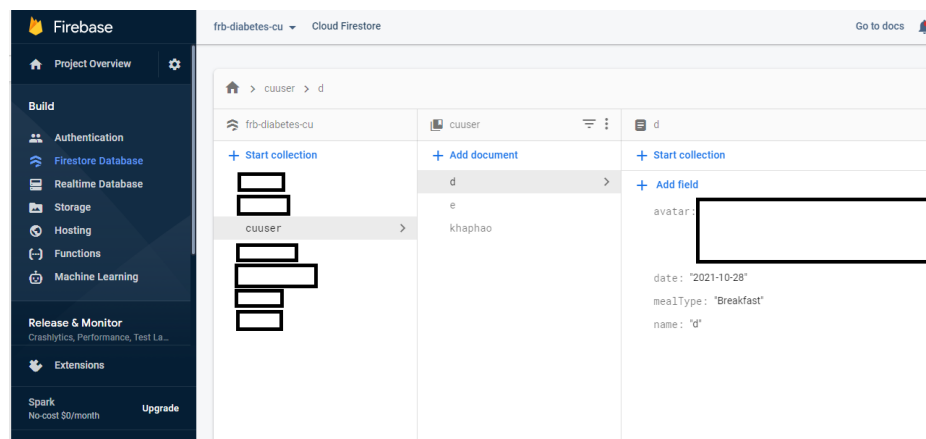 Firebase
frb-diabetes-cu Cloud Firestore Go to docs
Project Overview
cuuser > d
Build
frb-diabetes-cu cuuser d
Authentication
+ Start collection + Add document + Start collection
Firestore Database
d > + Add field
Realtime Database
Storage
e avatar:
Hosting
cuuser > khaphao
Functions
Machine Learning
date: "2021-10-28"
mealType: "Breakfast"
Release & Monitor
name: "d"
Crashlytics, Performance, Test La...
Extensions
Spark
No-cost $0/month Upgrade